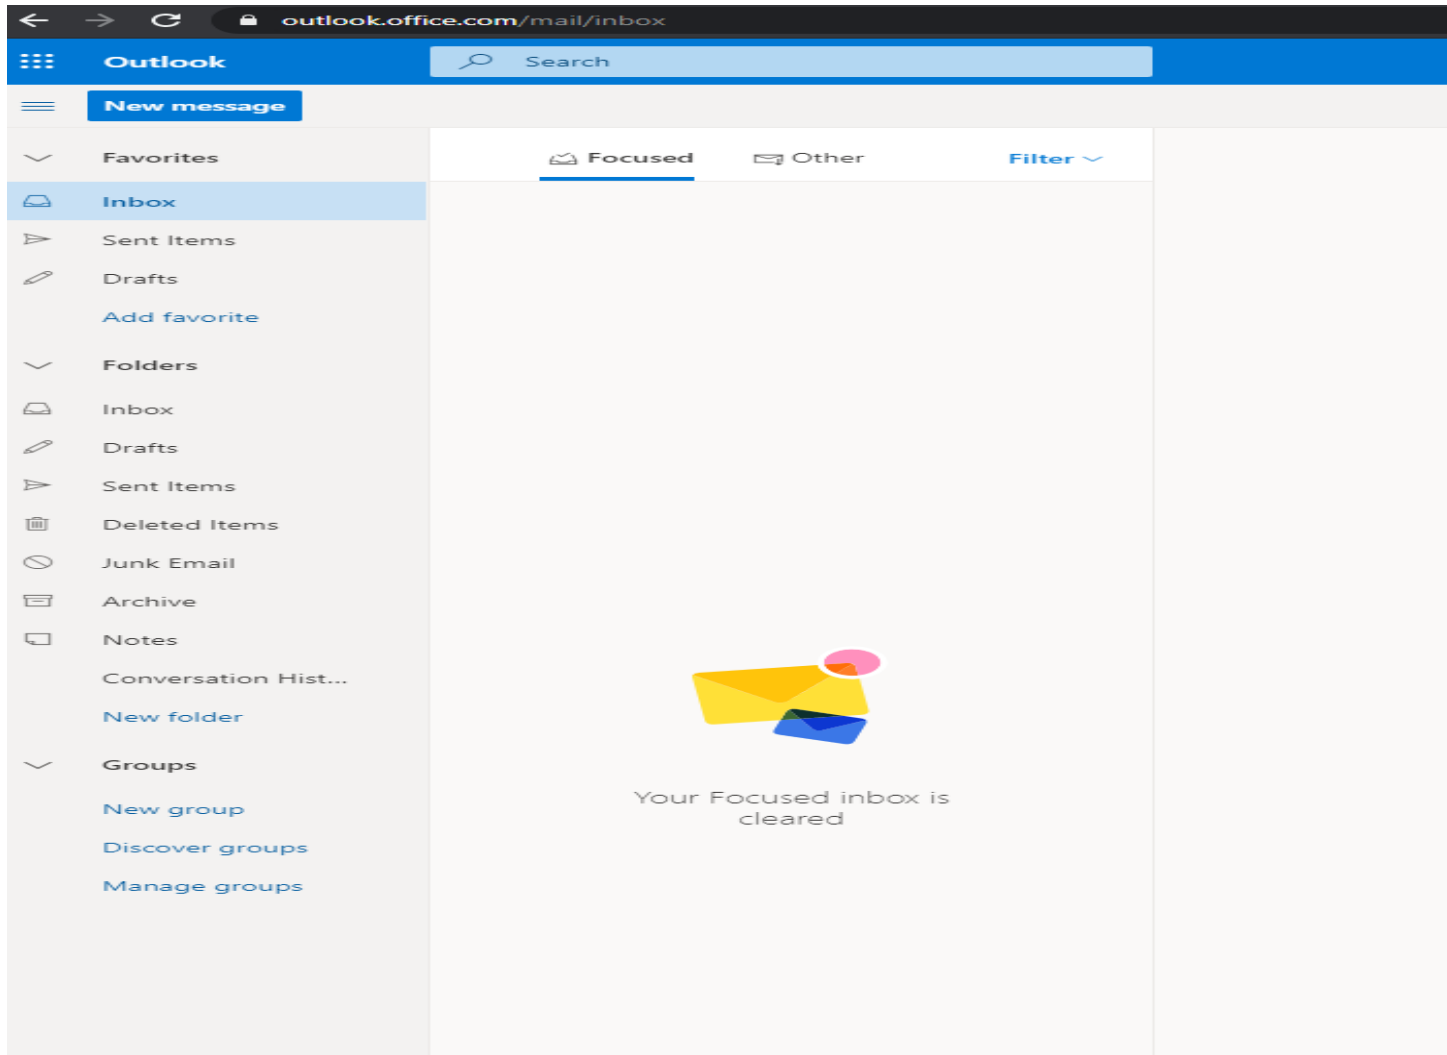 outlook.office.com/mail/inbox
Outlook
Search
New message
Favorites
Inbox
Sent Items
Drafts
Add favorite
Folders
Inbox
Drafts
Sent Items
Deleted Items
Junk Email
Archive
Notes
Conversation Hist...
New folder
Groups
New group
Discover groups
Manage groups
Focused
Other
Filter
Your Focused inbox is
cleared